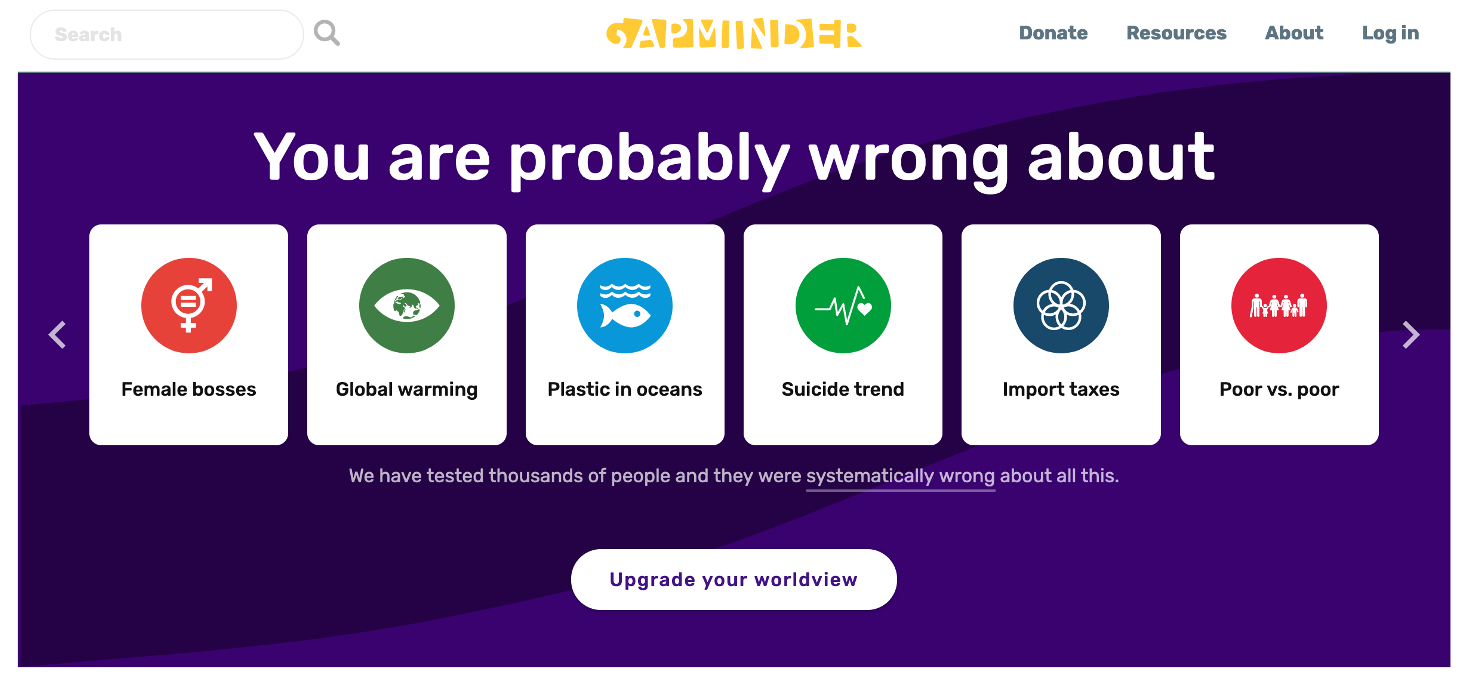 Search
GAPMINDER
Donate Resources About Log in
You are probably wrong about
Female bosses
Global warming
Plastic in oceans
Suicide trend
Import taxes
Poor vs. poor
We have tested thousands of people and they were systematically wrong about all this.
Upgrade your worldview